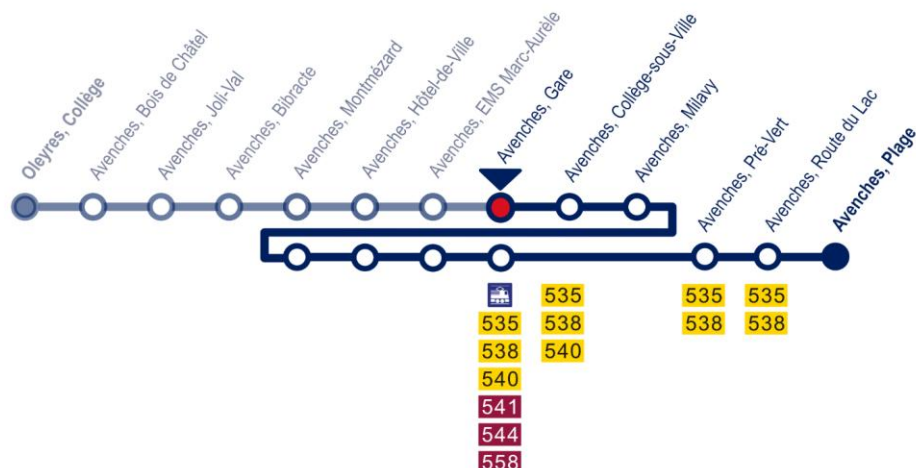 Oleyres, Collège
Avenches, Bois de Châtel
Avenches, Joli-Val
Avenches, Bibracte
Avenches, Montmézard
Avenches, Hôtel-de-Ville
Avenches, EMS Marc-Aurèle
Avenches, Gare
Avenches, Collège-sous-Ville
Avenches, Milavy
Avenches, Pré-Vert
Avenches, Route du Lac
Avenches, Plage
535
538
540
541
544
558
535
538
540
535
538
535
538